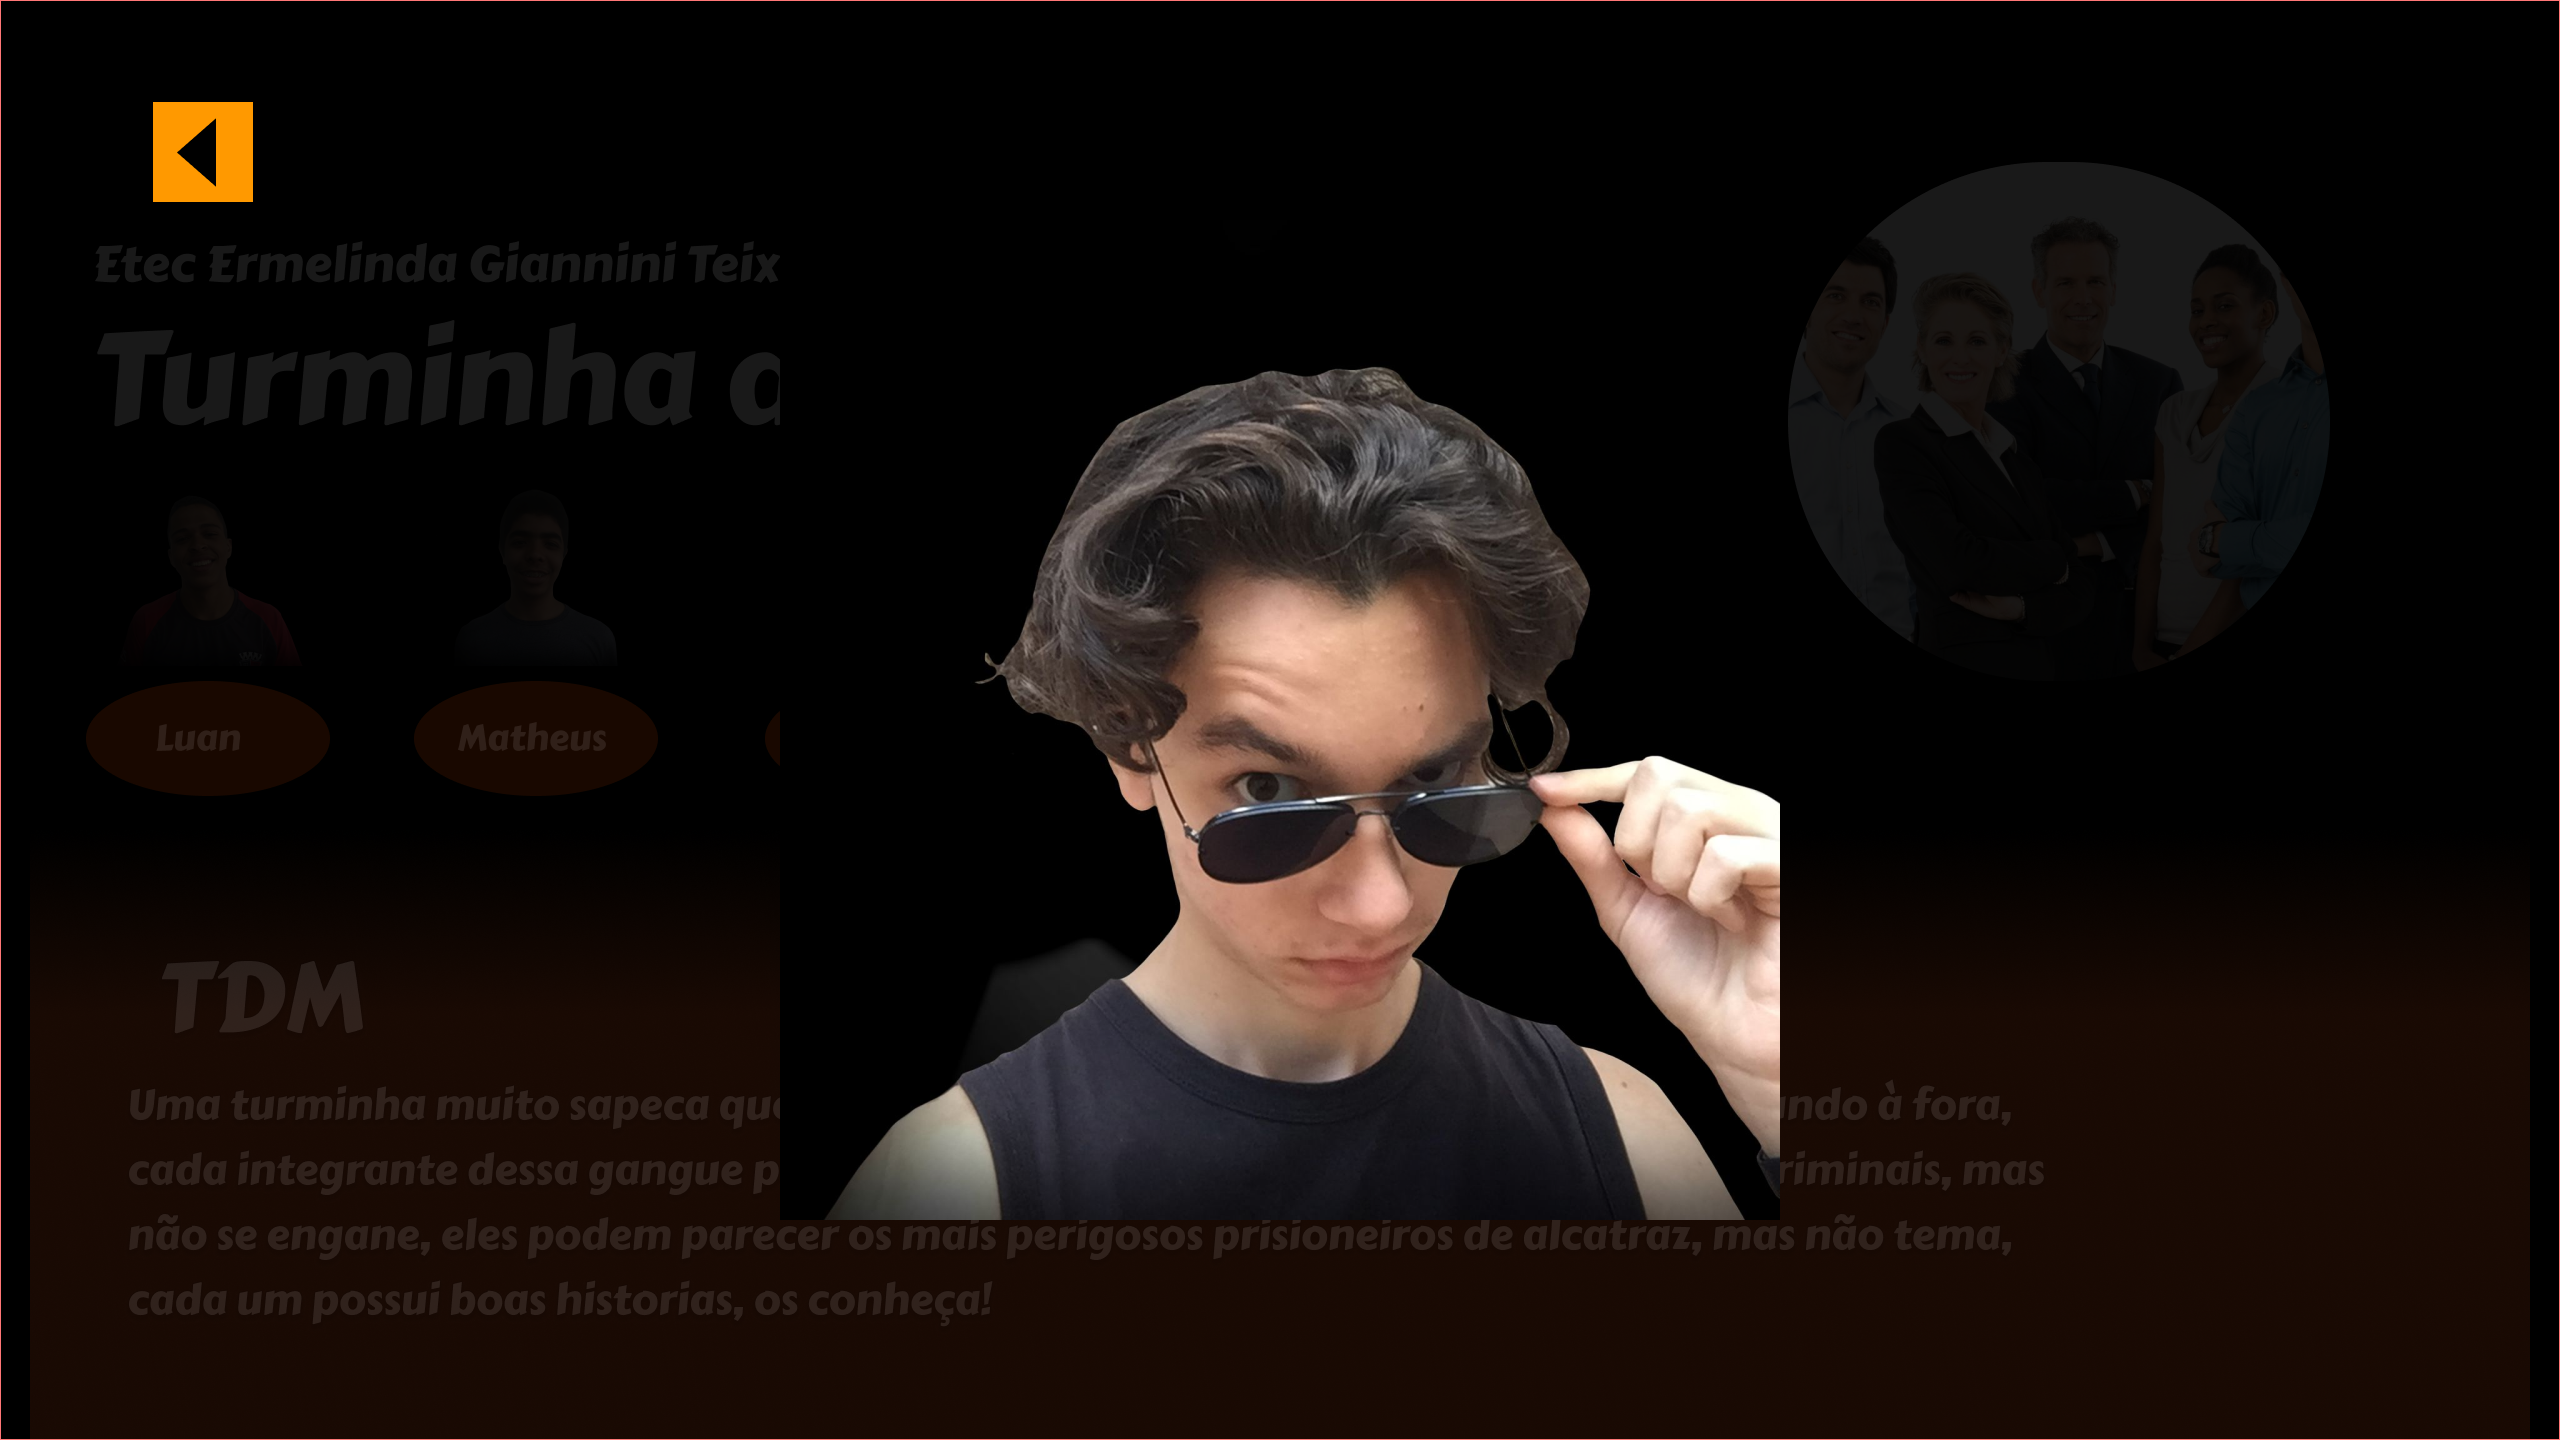 Etec Ermelinda Giannini Teix
Turminha
Luan
Matheus
TDM
Uma turminha muito sapeca que ndo à fora,
cada integrante dessa gangue p riminais, mas
não se engane, eles podem parecer os mais perigosos prisioneiros de alcatraz, mas não tema,
cada um possui boas historias, os conheça!